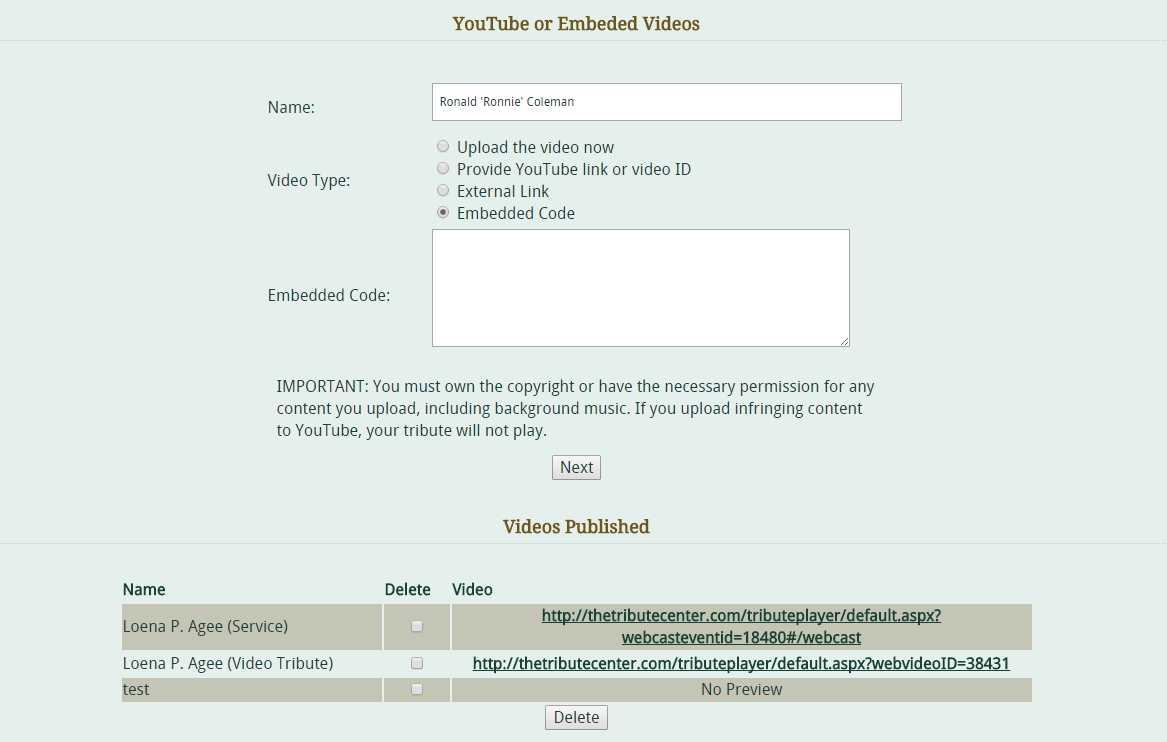 YouTube or Embeded Videos
Name:
Ronald 'Ronnie' Coleman
Video Type:
Upload the video now
Provide YouTube link or video ID
External Link
Embedded Code
Embedded Code:
IMPORTANT: You must own the copyright or have the necessary permission for any
content you upload, including background music. If you upload infringing content
to YouTube, your tribute will not play.
Next
Videos Published
Name Delete Video
Loena P. Agee (Service)
http://thetributecenter.com/tributeplayer/default.aspx?
webcasteventid=18480#/webcast
Loena P. Agee (Video Tribute) http://thetributecenter.com/tributeplayer/default.aspx?webvideoID=38431
test No Preview
Delete